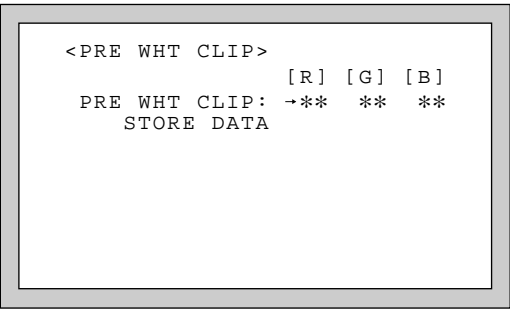 <PRE WHT CLIP>
[R] [G] [B]
PRE WHT CLIP: →** ** **
STORE DATA